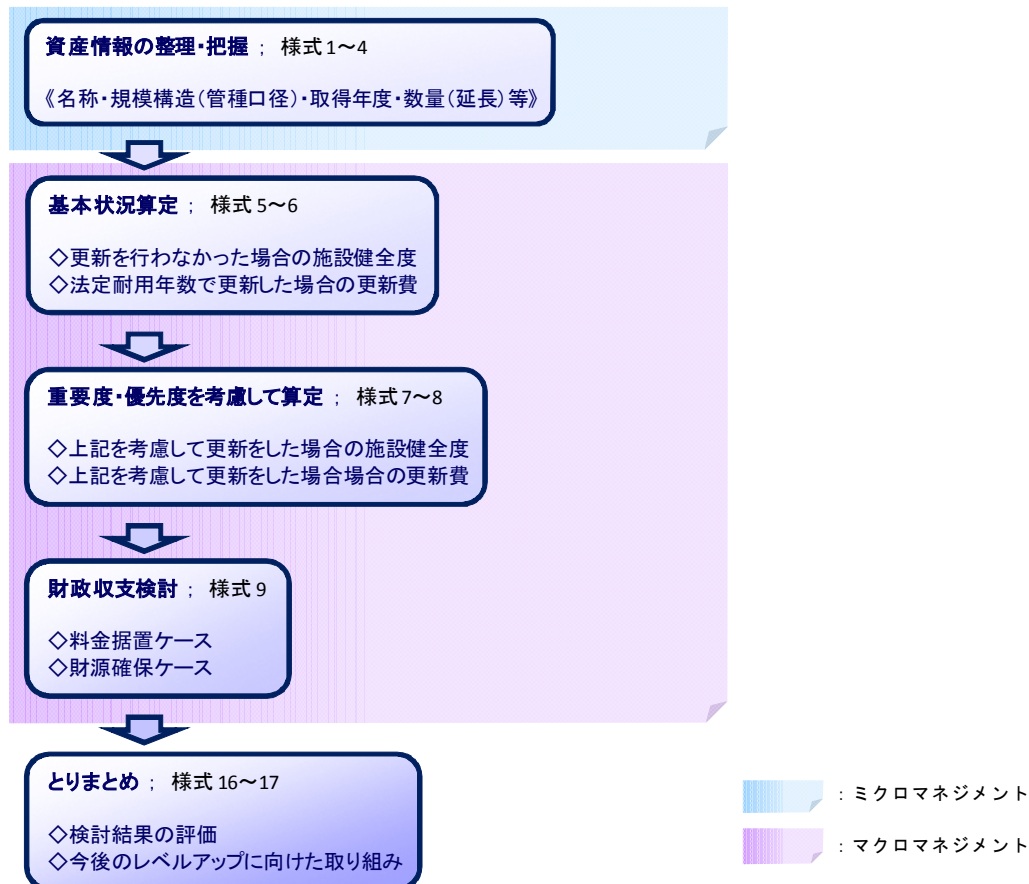 資産情報の整理・把握 ; 様式1～4
《名称・規模構造(管種口径)・取得年度・数量(延長)等》
基本状況算定 ; 様式5～6
◇更新を行わなかった場合の施設健全度
◇法定耐用年数で更新した場合の更新費
重要度・優先度を考慮して算定 ; 様式7～8
◇上記を考慮して更新をした場合の施設健全度
◇上記を考慮して更新をした場合場合の更新費
財政収支検討 ; 様式9
◇料金据置ケース
◇財源確保ケース
とりまとめ ; 様式16～17
◇検討結果の評価
◇今後のレベルアップに向けた取り組み
: ミクロマネジメント
: マクロマネジメント